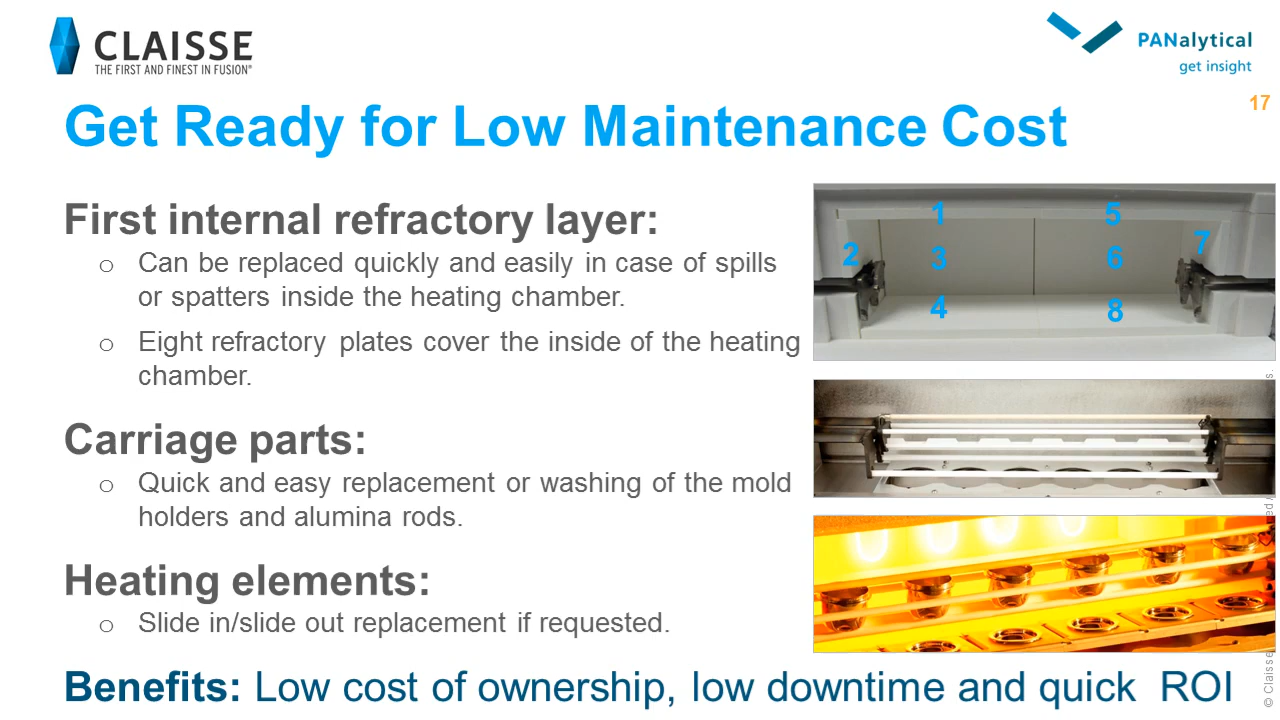 CLAISSE
THE FIRST AND FINEST IN FUSION®
PANalytical
get insight
17
Get Ready for Low Maintenance Cost
First internal refractory layer:
o Can be replaced quickly and easily in case of spills
or spatters inside the heating chamber.
o Eight refractory plates cover the inside of the heating
chamber.
Carriage parts:
o Quick and easy replacement or washing of the mold
holders and alumina rods.
Heating elements:
o Slide in/slide out replacement if requested.
Benefits: Low cost of ownership, low downtime and quick ROI
1 5
2 7
3 6
4 8
© Claisse